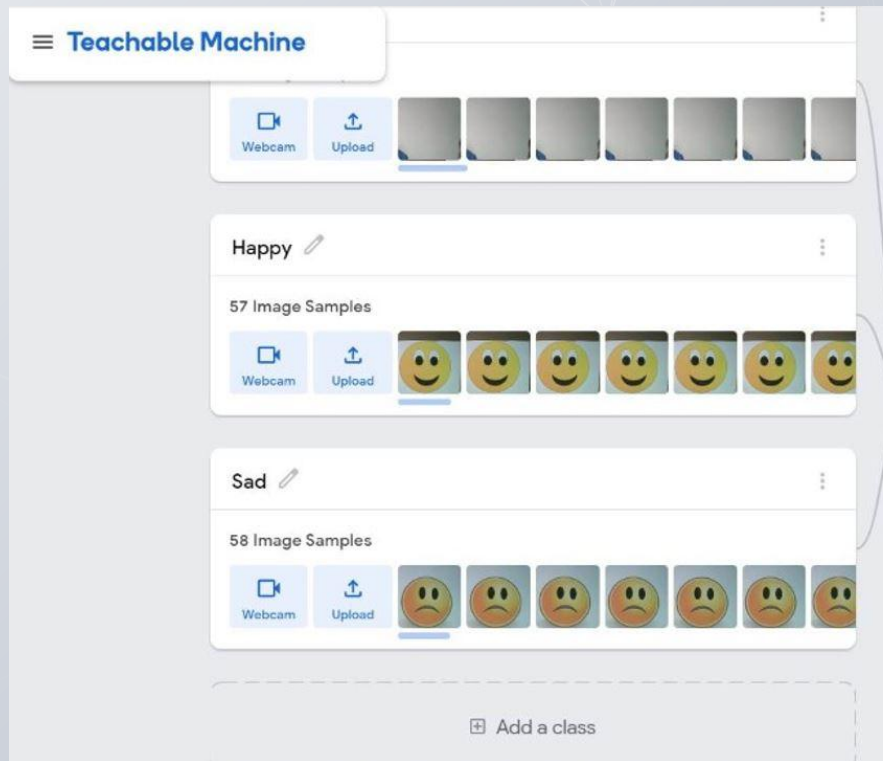 Teachable Machine
Webcam
Upload
Happy
57 Image Samples
Webcam
Upload
Sad
58 Image Samples
Webcam
Upload
Add a class